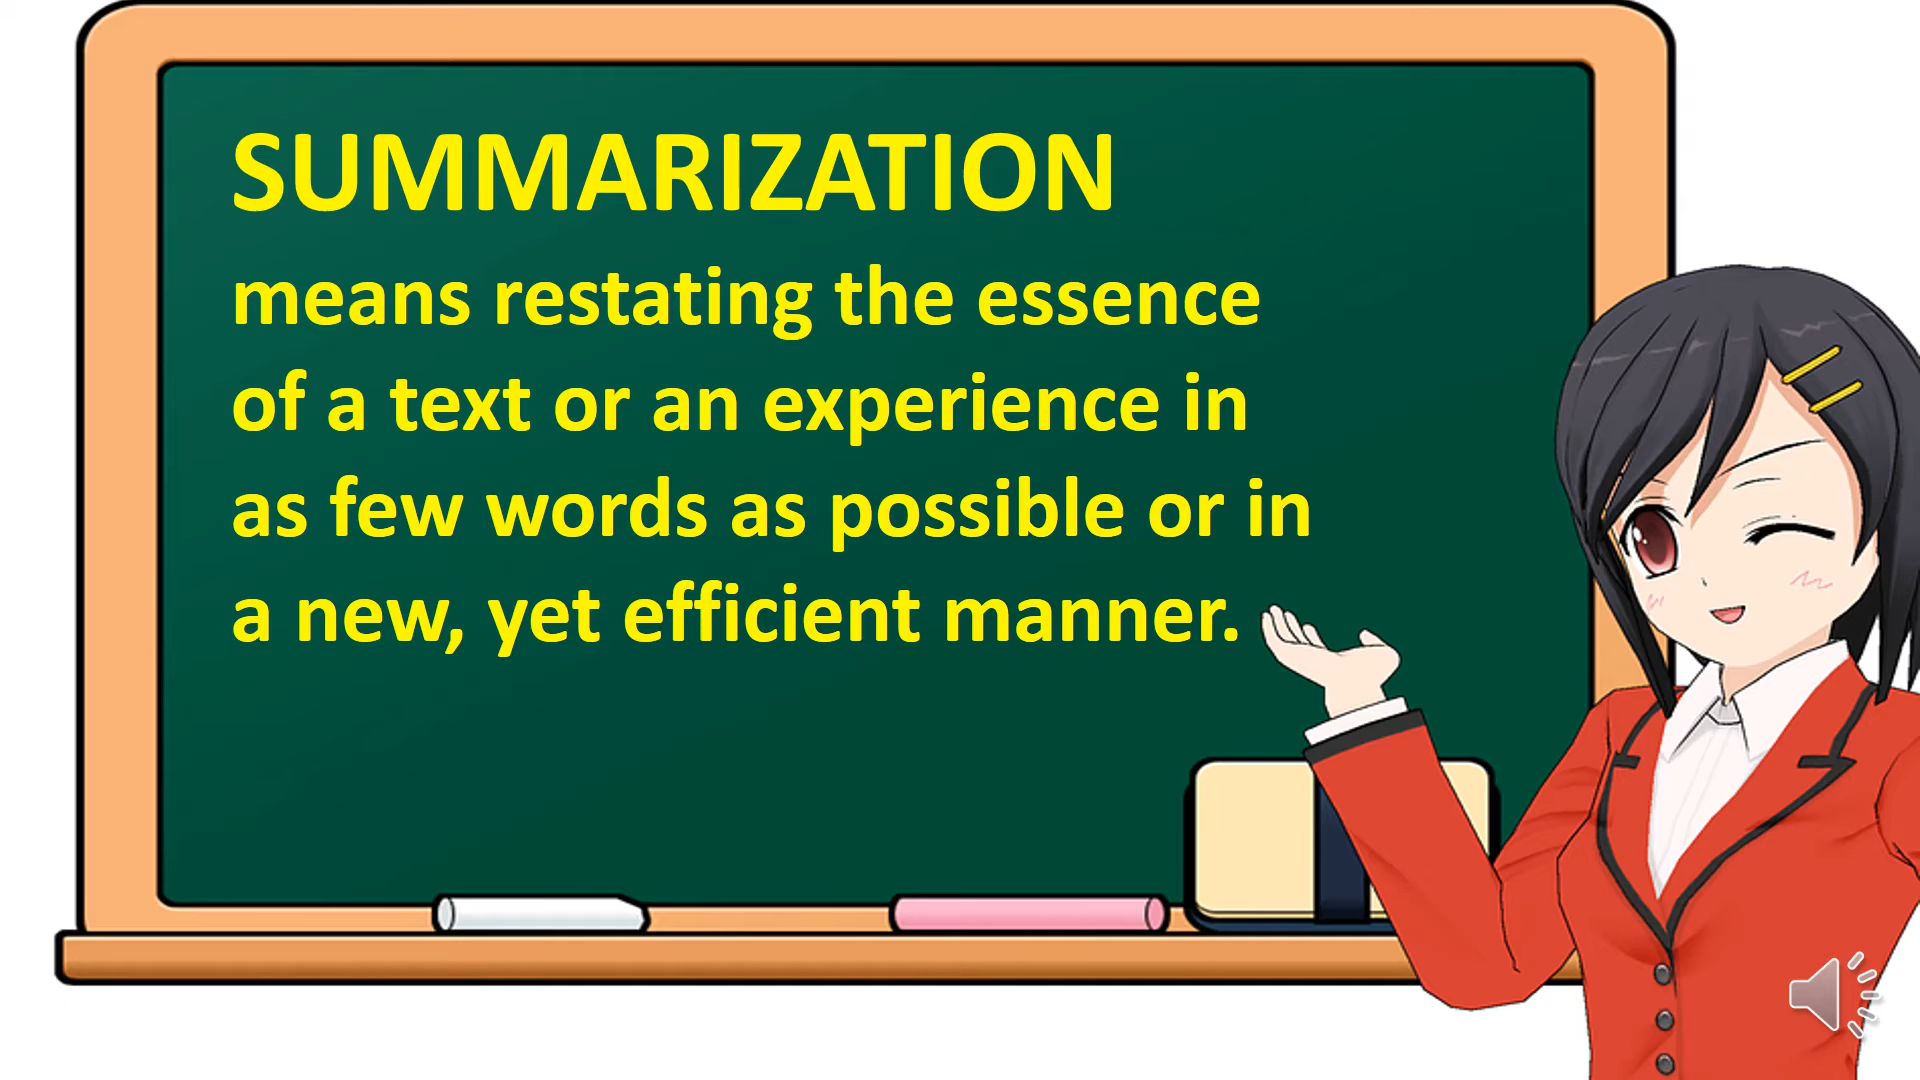 SUMMARIZATION
means restating the essence
of a text or an experience in
as few words as possible or in
a new, yet efficient manner.